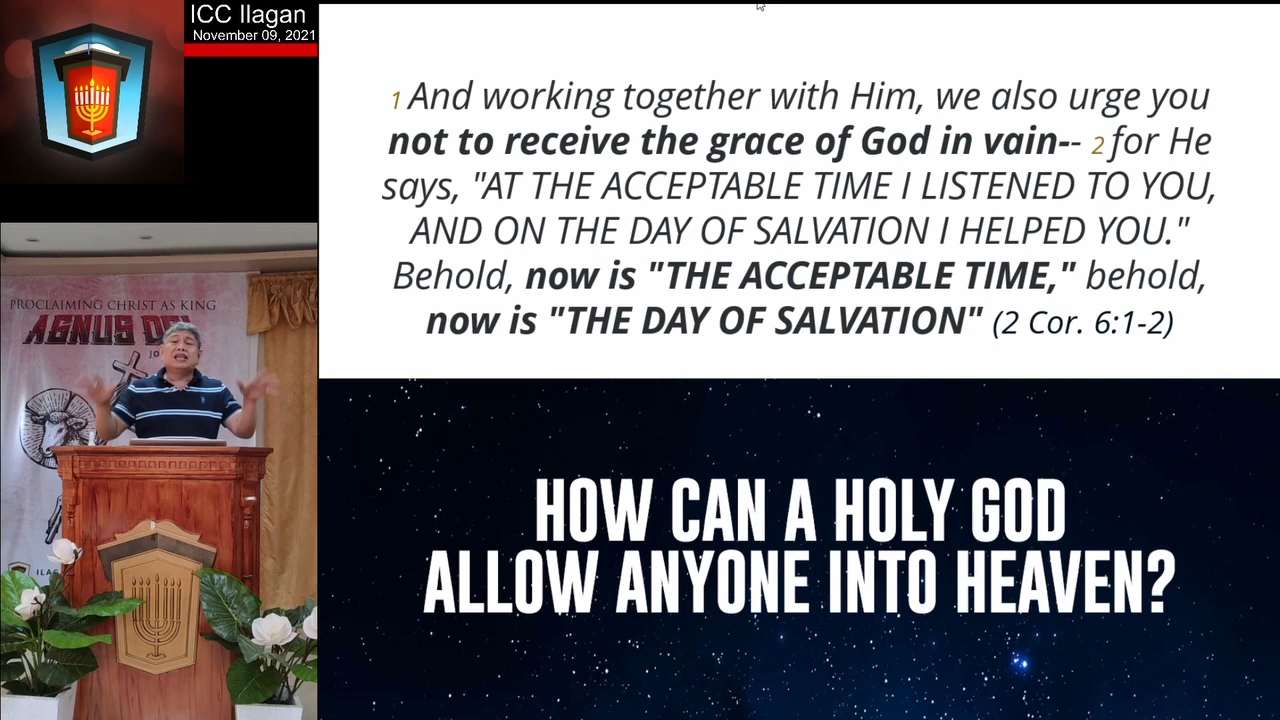 ICC Ilagan
November 09, 2021
1 And working together with Him, we also urge you
not to receive the grace of God in vain-- 2 for He
says, "AT THE ACCEPTABLE TIME I LISTENED TO YOU,
AND ON THE DAY OF SALVATION I HELPED YOU."
Behold, now is "THE ACCEPTABLE TIME," behold,
now is "THE DAY OF SALVATION" (2 Cor. 6:1-2)
HOW CAN A HOLY GOD
ALLOW ANYONE INTO HEAVEN?
PROCLAIMING CHRIST AS KING
AGNUS